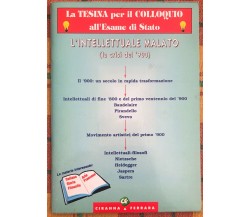 La TESINA per il COLLOQUIO
all'Esame di Stato
L'INTELLETTUALE MALATO
(la crisi del '900)
Il '900: un secolo in rapida trasformazione
Intellettuali di fine '800 e del primo ventennio del '900
Baudelaire
Pirandello
Svevo
Movimento artistici del primo '900
Intellettuali-filosofi
Nietzsche
Heidegger
Jaspers
Sartre
CIRANNA & FERRARA